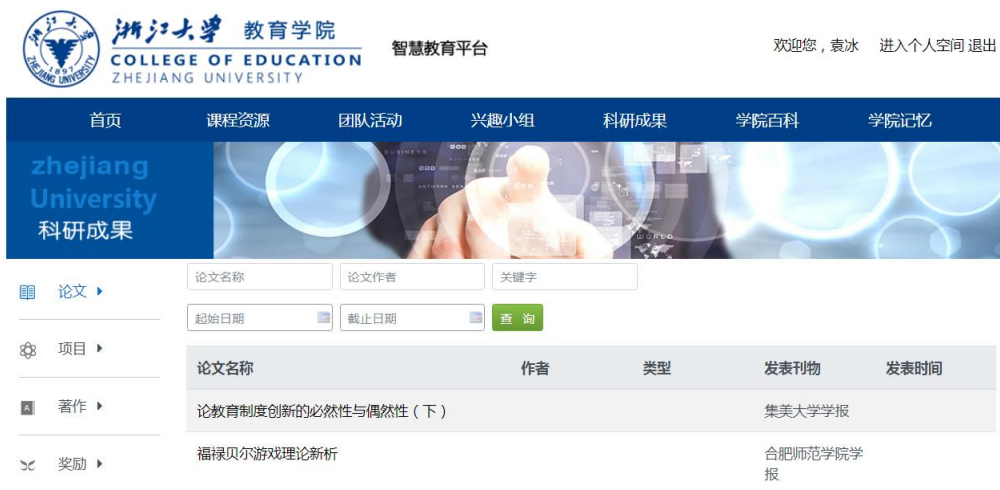 浙江大学 教育学院
COLLEGE OF EDUCATION
ZHEJIANG UNIVERSITY
智慧教育平台
欢迎您，袁冰 进入个人空间 退出
首页 课程资源 团队活动 兴趣小组 科研成果 学院百科 学院记忆
zhejiang
University
科研成果
论文
项目
著作
奖励
论文名称 论文作者 关键字
起始日期 截止日期 查 询
论文名称 作者 类型 发表刊物 发表时间
论教育制度创新的必然性与偶然性（下） 集美大学学报
福禄贝尔游戏理论新析 合肥师范学院学
报